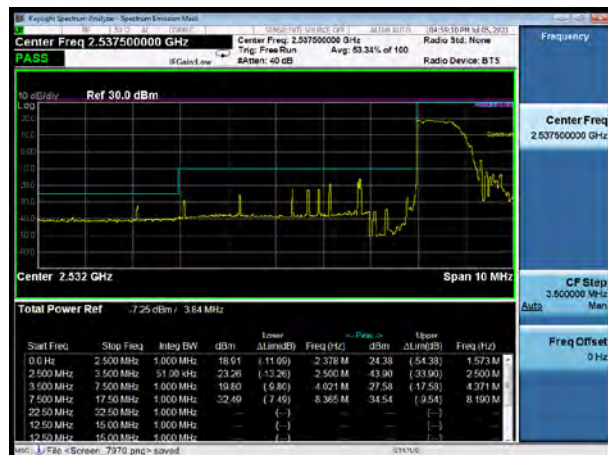 Keysight Spectrum Analyzer - Spectrum Emission Mask
04:59:10 PM Jul 05, 2021
Center Freq 2.537500000 GHz
Center Freq: 2.537500000 GHz
Radio Std: None
Frequency
Trig: Free Run
Avg: 53.34% of 100
PASS
IFGain:Low
#Atten: 40 dB
Radio Device: BTS
10 dB/div
Ref 30.0 dBm
Log
Spectrum
Center Freq
2.537500000 GHz
Center 2.532 GHz
Span 10 MHz
CF Step
3.500000 MHz
Auto
Man
Total Power Ref
-7.25 dBm / 3.84 MHz
Freq Offset
0 Hz
Lower
<- Peak ->
Upper
Start Freq
Stop Freq
Integ BW
dBm
ΔLim(dB)
Freq (Hz)
dBm
ΔLim(dB)
Freq (Hz)
0.0 Hz 2.500 MHz 1.000 MHz 18.91 (-11.09) -2.378 M -24.38 (-54.38) 1.573 M
2.500 MHz 3.500 MHz 51.00 kHz -23.26 (-13.26) -2.500 M -43.90 (-33.90) 2.500 M
3.500 MHz 7.500 MHz 1.000 MHz -19.80 (-9.80) -4.021 M -27.58 (-17.58) 4.371 M
7.500 MHz 17.50 MHz 1.000 MHz -32.49 (-7.49) -8.365 M -34.54 (-9.54) 8.190 M
22.50 MHz 32.50 MHz 1.000 MHz --- (---) --- --- (---) ---
12.50 MHz 15.00 MHz 1.000 MHz --- (---) --- --- (---) ---
12.50 MHz 15.00 MHz 1.000 MHz --- (---) --- --- (---) ---
MSG
File <Screen_7970.png> saved
STATUS